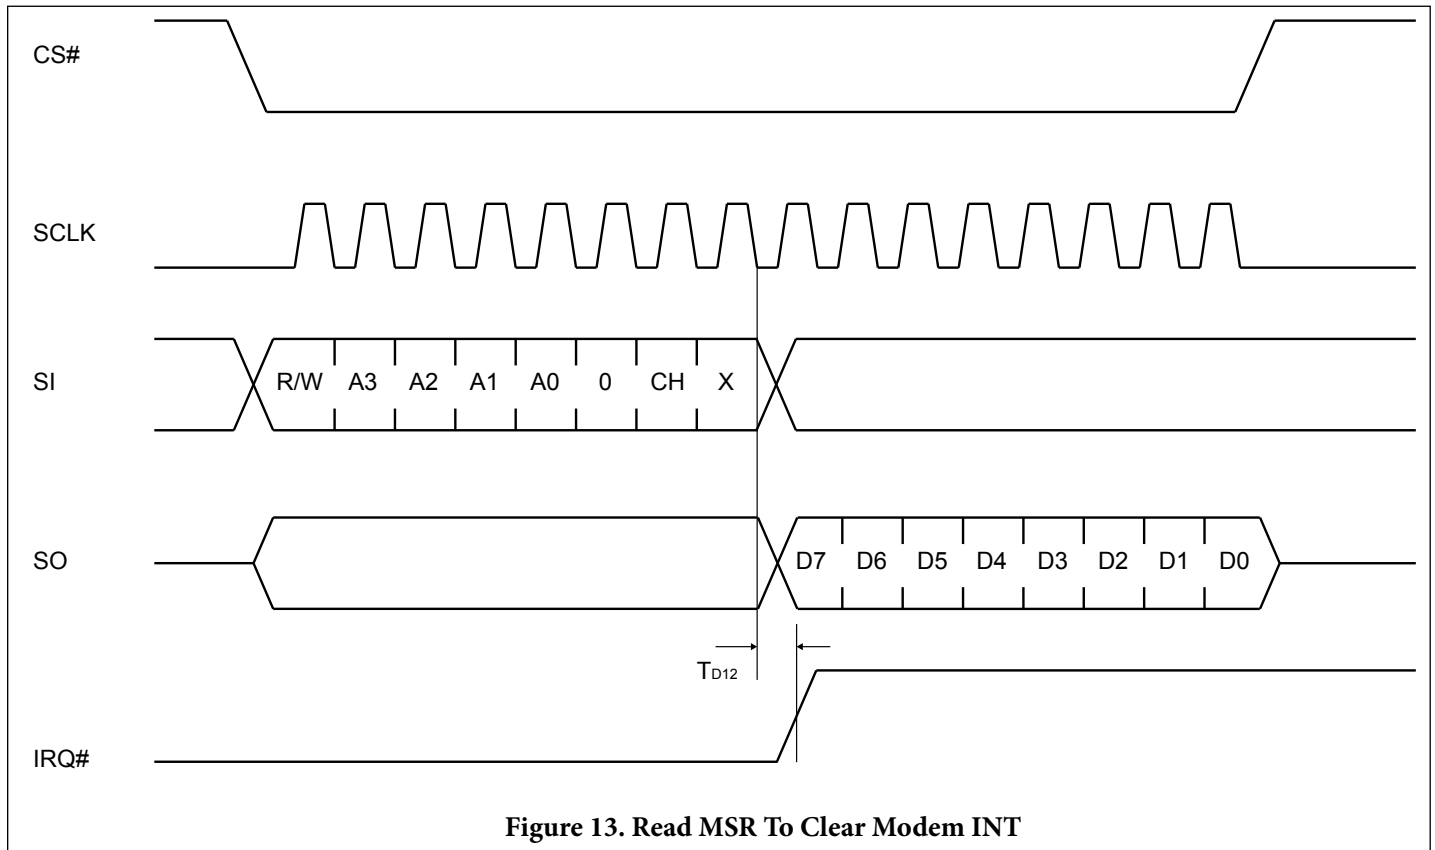 CS#
SCLK
SI R/W A3 A2 A1 A0 0 CH X
SO D7 D6 D5 D4 D3 D2 D1 D0
TD12
IRQ#
Figure 13. Read MSR To Clear Modem INT